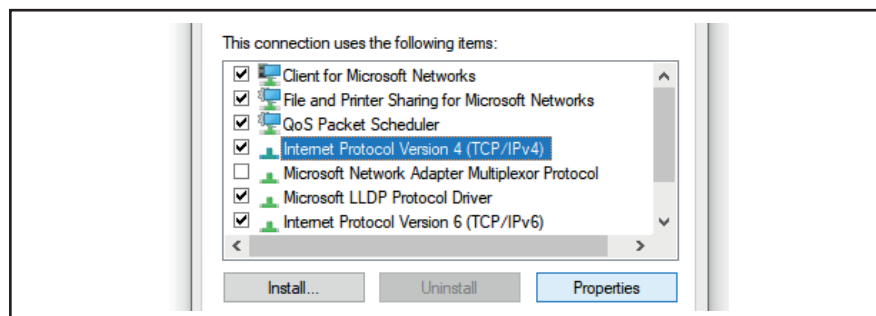 This connection uses the following items:
Client for Microsoft Networks
File and Printer Sharing for Microsoft Networks
QoS Packet Scheduler
Internet Protocol Version 4 (TCP/IPv4)
Microsoft Network Adapter Multiplexor Protocol
Microsoft LLDP Protocol Driver
Internet Protocol Version 6 (TCP/IPv6)
Install... Uninstall Properties